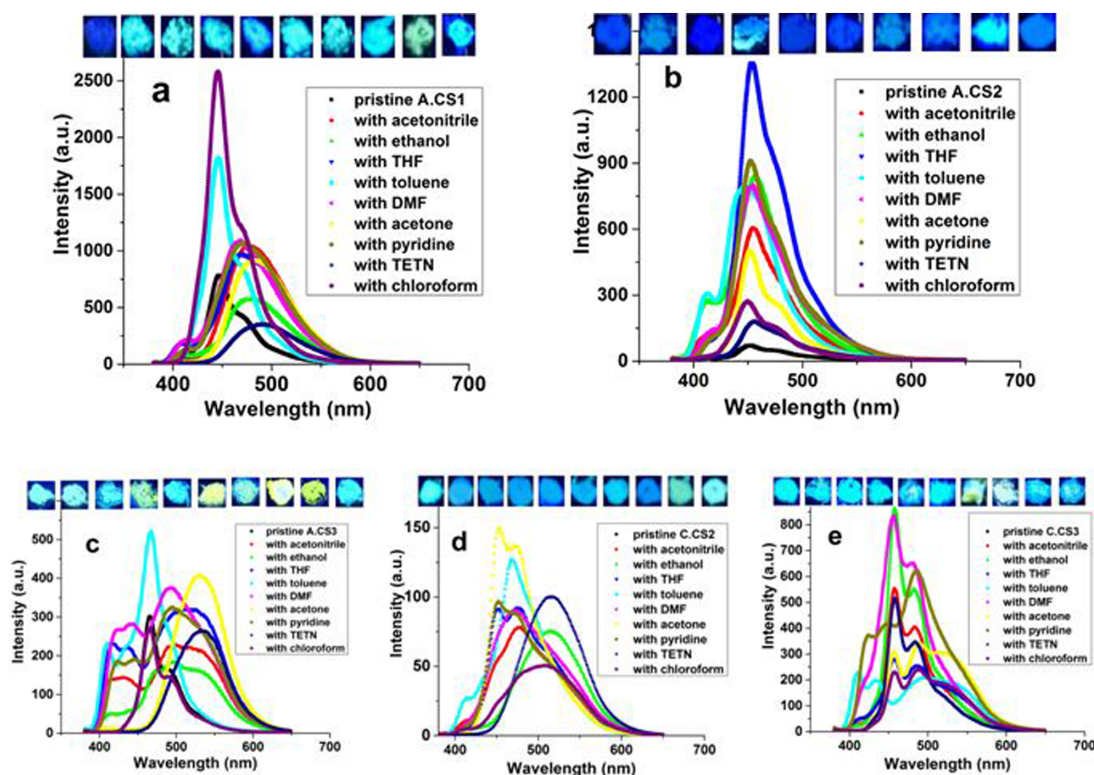 a
Intensity (a.u.)
2500
2000
1500
1000
500
0
pristine A.CS1
with acetonitrile
with ethanol
with THF
with toluene
with DMF
with acetone
with pyridine
with TETN
with chloroform
400 500 600 700
Wavelength (nm)
b
Intensity (a.u.)
1200
900
600
300
0
pristine A.CS2
with acetonitrile
with ethanol
with THF
with toluene
with DMF
with acetone
with pyridine
with TETN
with chloroform
400 500 600 700
Wavelength (nm)
c
Intensity (a.u.)
500
400
300
200
100
0
pristine A.CS3
with acetonitrile
with ethanol
with THF
with toluene
with DMF
with acetone
with pyridine
with TETN
with chloroform
400 500 600 700
Wavelength (nm)
d
Intensity (a.u.)
150
100
50
0
pristine C.CS2
with acetonitrile
with ethanol
with THF
with toluene
with DMF
with acetone
with pyridine
with TETN
with chloroform
400 500 600 700
Wavelength (nm)
e
Intensity (a.u.)
800
700
600
500
400
300
200
100
0
pristine C.CS3
with acetonitrile
with ethanol
with THF
with toluene
with DMF
with acetone
with pyridine
with TETN
with chloroform
400 500 600 700
Wavelength (nm)